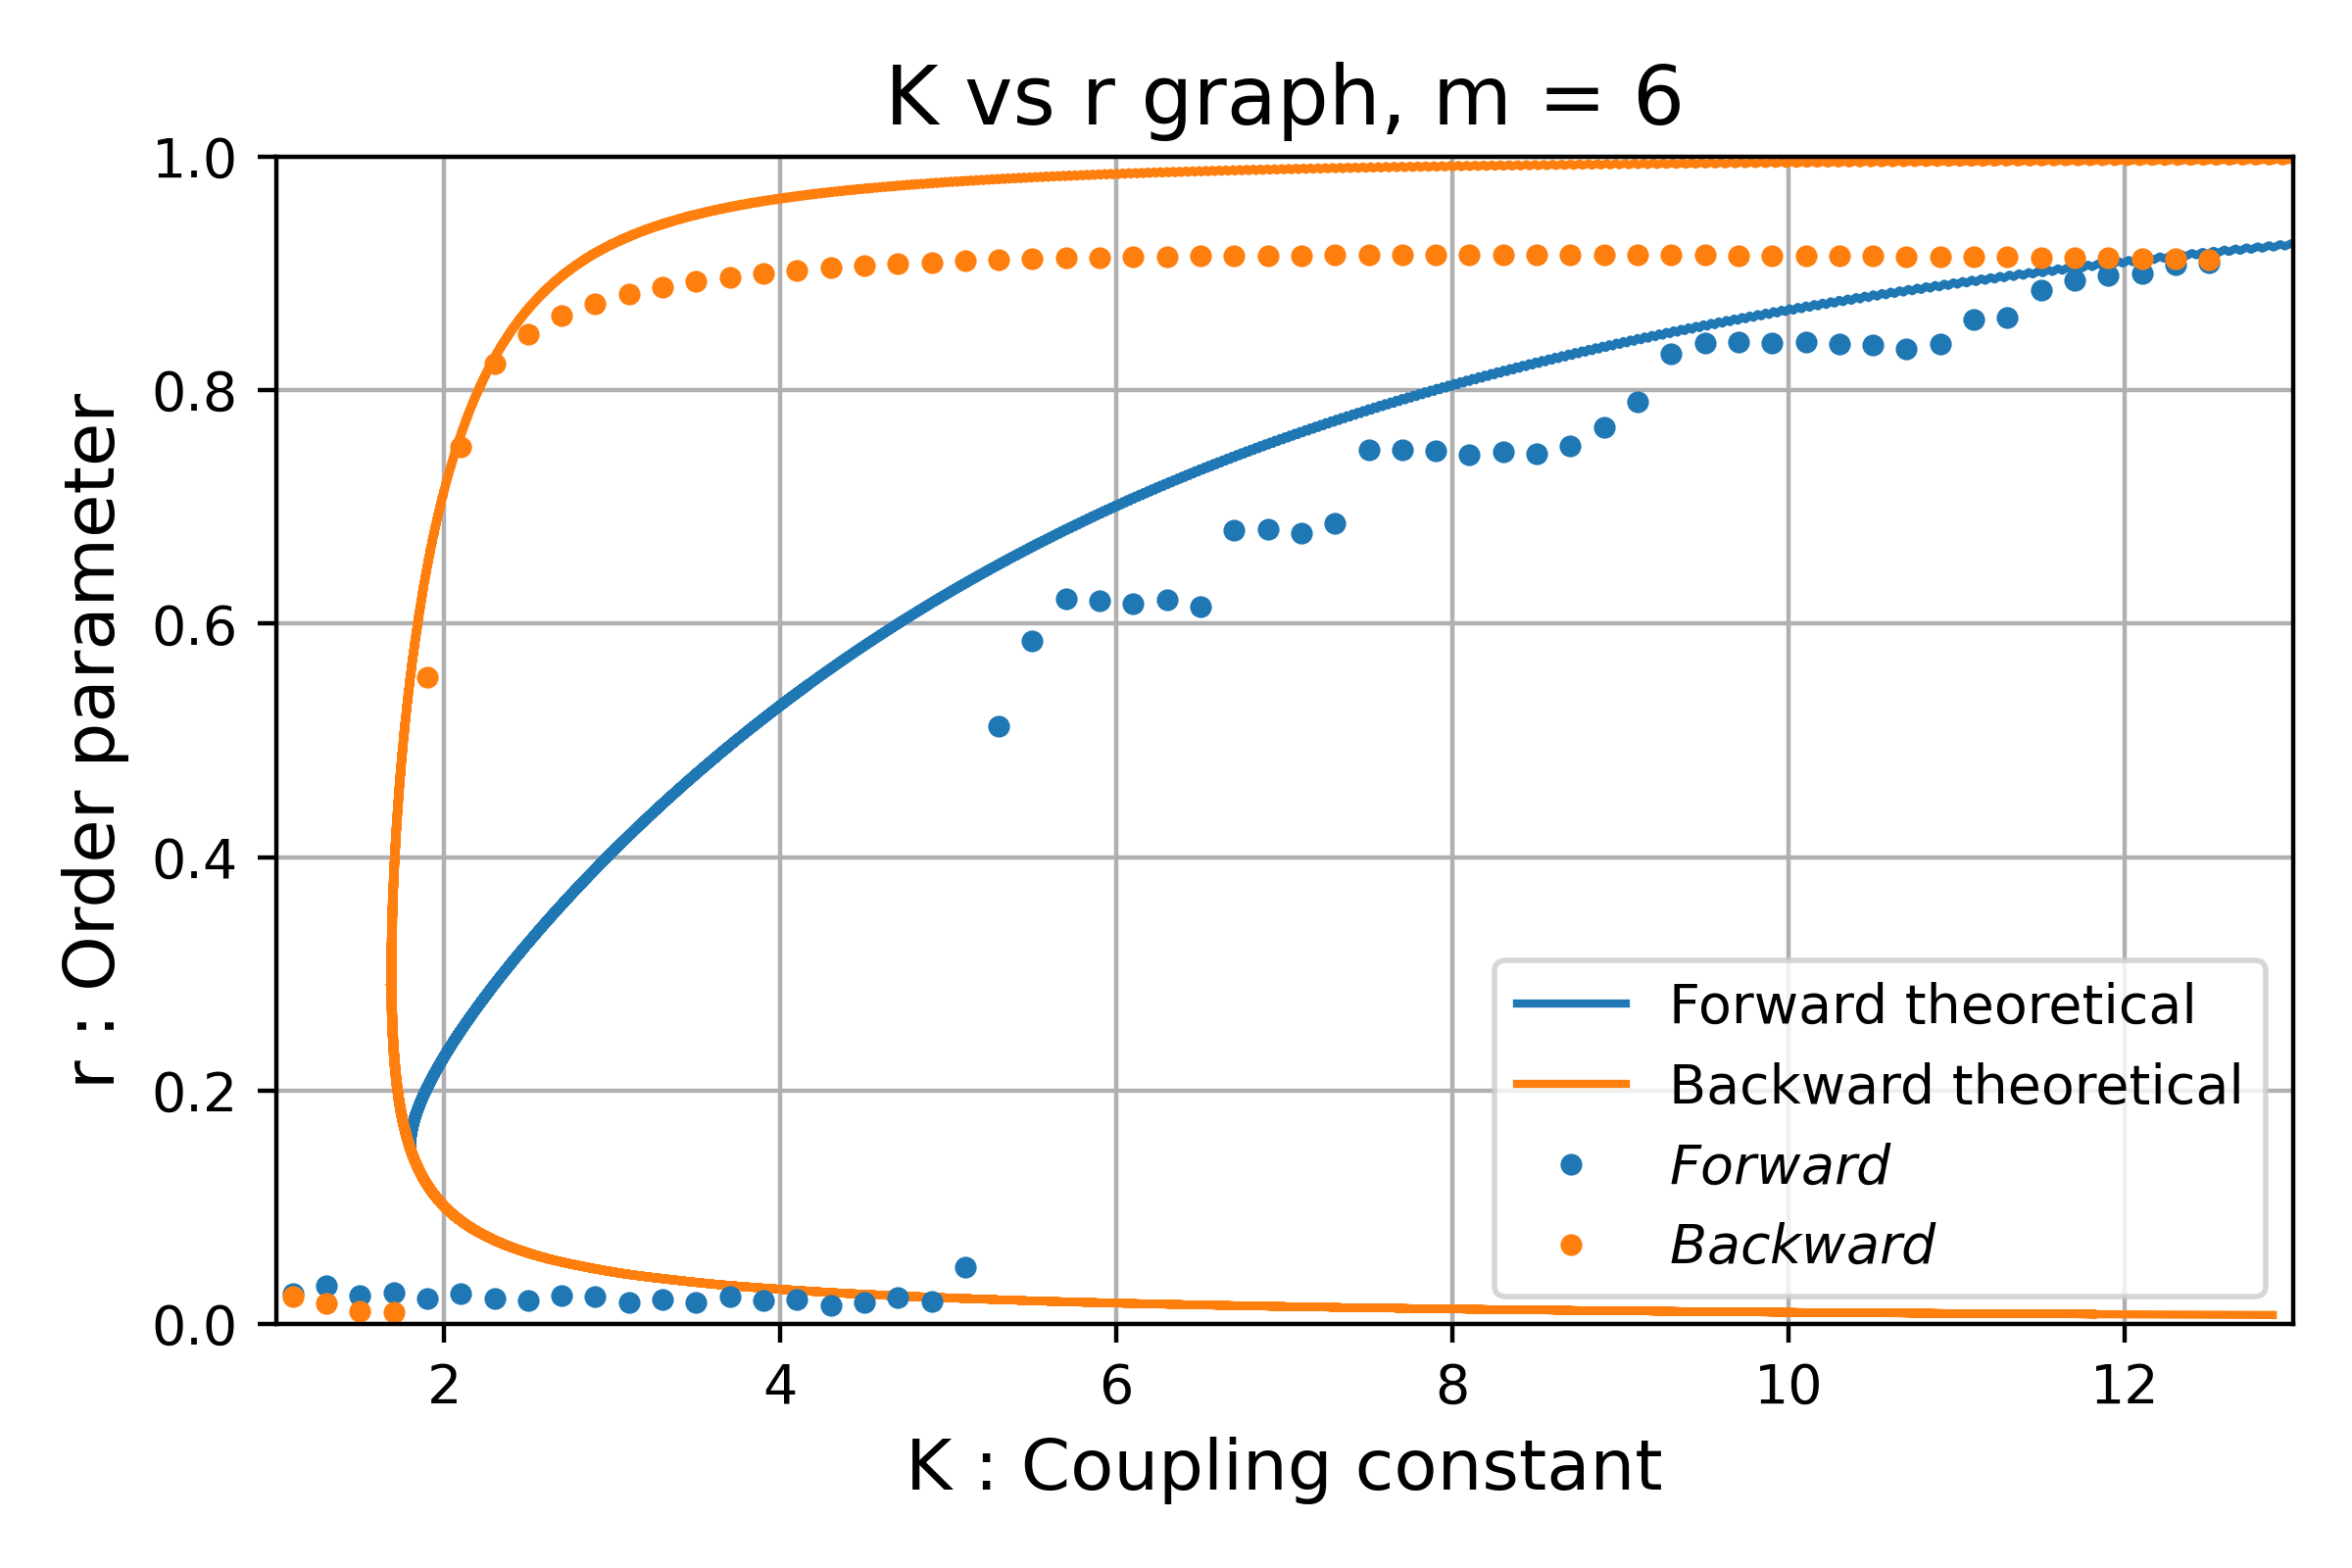 K vs r graph, m = 6
1.0
0.8
0.6
0.4
0.2
0.0
r : Order parameter
Forward theoretical
Backward theoretical
Forward
Backward
2 4 6 8 10 12
K : Coupling constant